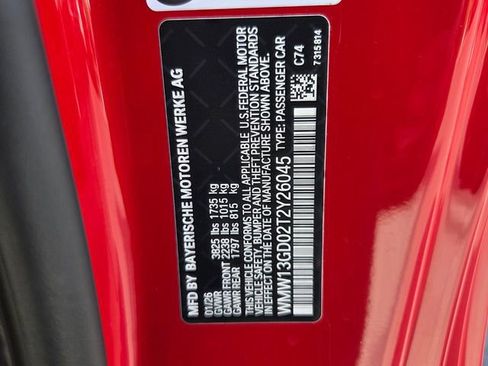 MFD BY BAYERISCHE MOTOREN WERKE AG
01/26
GVWR 3825 lbs 1735 kg
GAWR FRONT 2238 lbs 1015 kg
GAWR REAR 1797 lbs 815 kg
THIS VEHICLE CONFORMS TO ALL APPLICABLE U.S. FEDERAL MOTOR
VEHICLE SAFETY, BUMPER AND THEFT PREVENTION STANDARDS
IN EFFECT ON THE DATE OF MANUFACTURE SHOWN ABOVE.
WMW13GD02T2Y26045 TYPE: PASSENGER CAR
C74
7 315 814